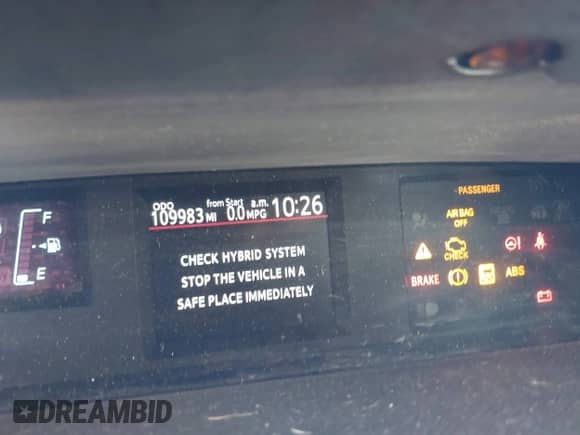 ODO
109983 MI
from Start
0.0 MPG
a.m.
10:26
F
E
CHECK HYBRID SYSTEM
STOP THE VEHICLE IN A
SAFE PLACE IMMEDIATELY
PASSENGER
AIR BAG
OFF
CHECK
BRAKE
ABS
DREAMBID